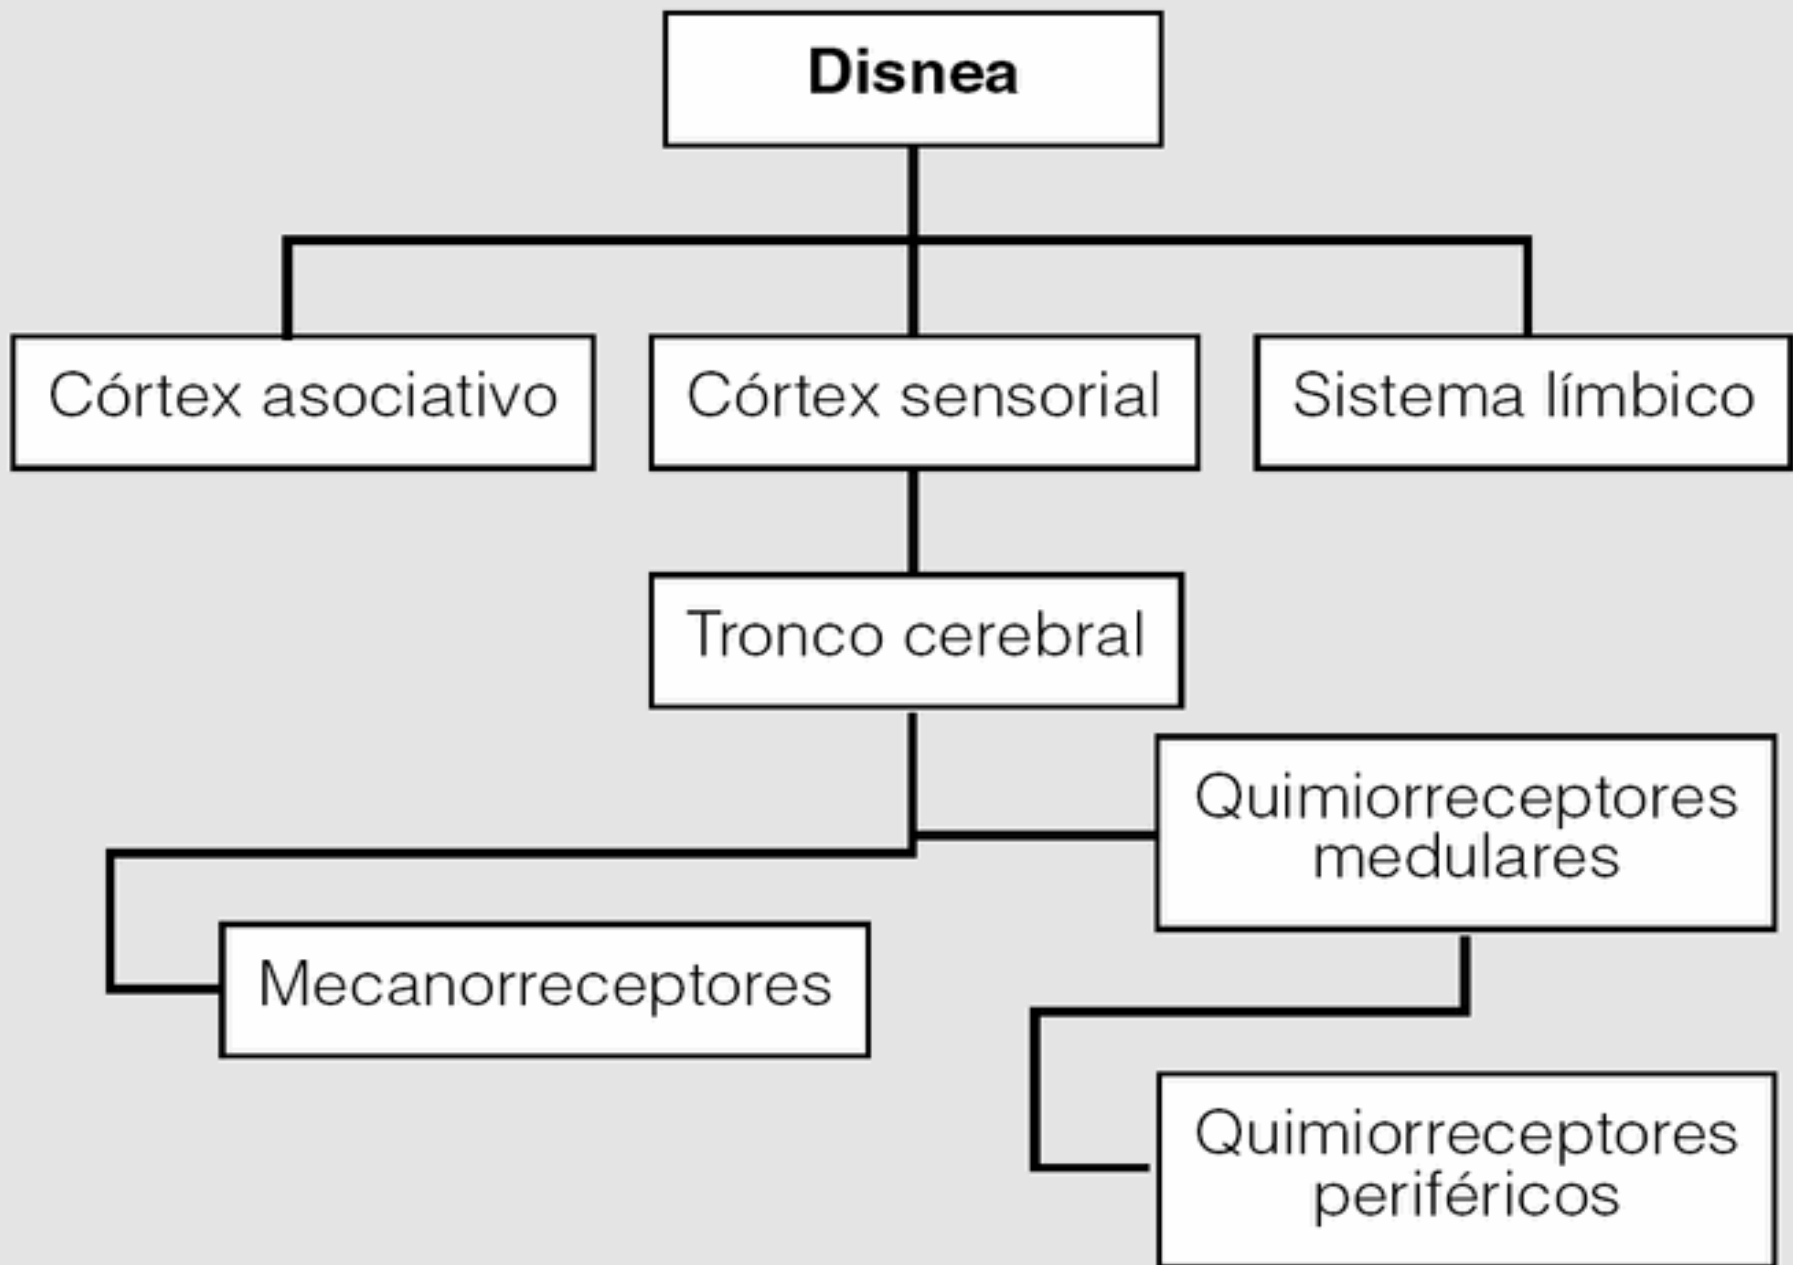 Disnea
Córtex asociativo
Córtex sensorial
Sistema límbico
Tronco cerebral
Quimiorreceptores
medulares
Mecanorreceptores
Quimiorreceptores
periféricos